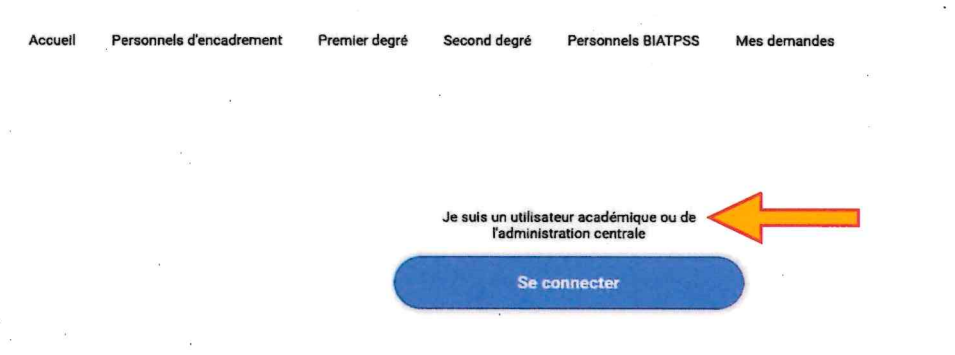 Accueil Personnels d'encadrement Premier degré Second degré Personnels BIATPSS Mes demandes
Je suis un utilisateur académique ou de
l'administration centrale
Se connecter